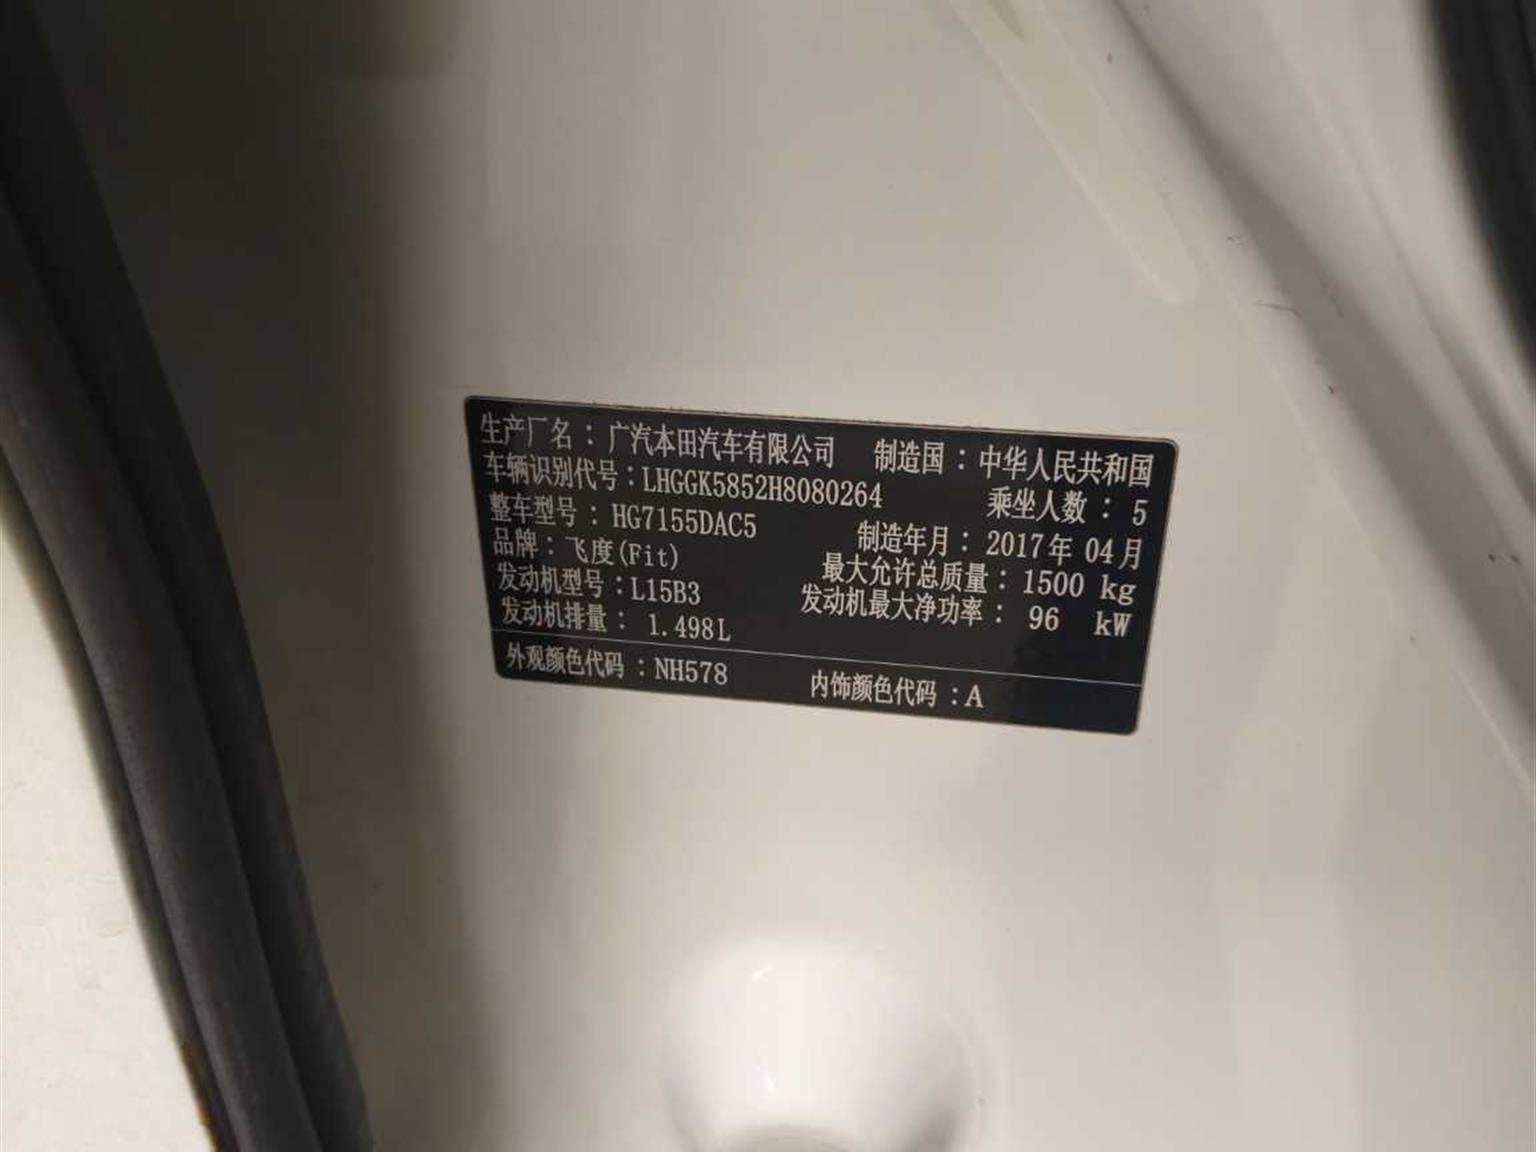 生产厂名：广汽本田汽车有限公司 制造国：中华人民共和国
车辆识别代号：LHGGK5852H8080264 乘坐人数：5
整车型号：HG7155DAC5 制造年月：2017年04月
品牌：飞度(Fit) 最大允许总质量：1500 kg
发动机型号：L15B3 发动机最大净功率：96 kW
发动机排量：1.498L
外观颜色代码：NH578 内饰颜色代码：A